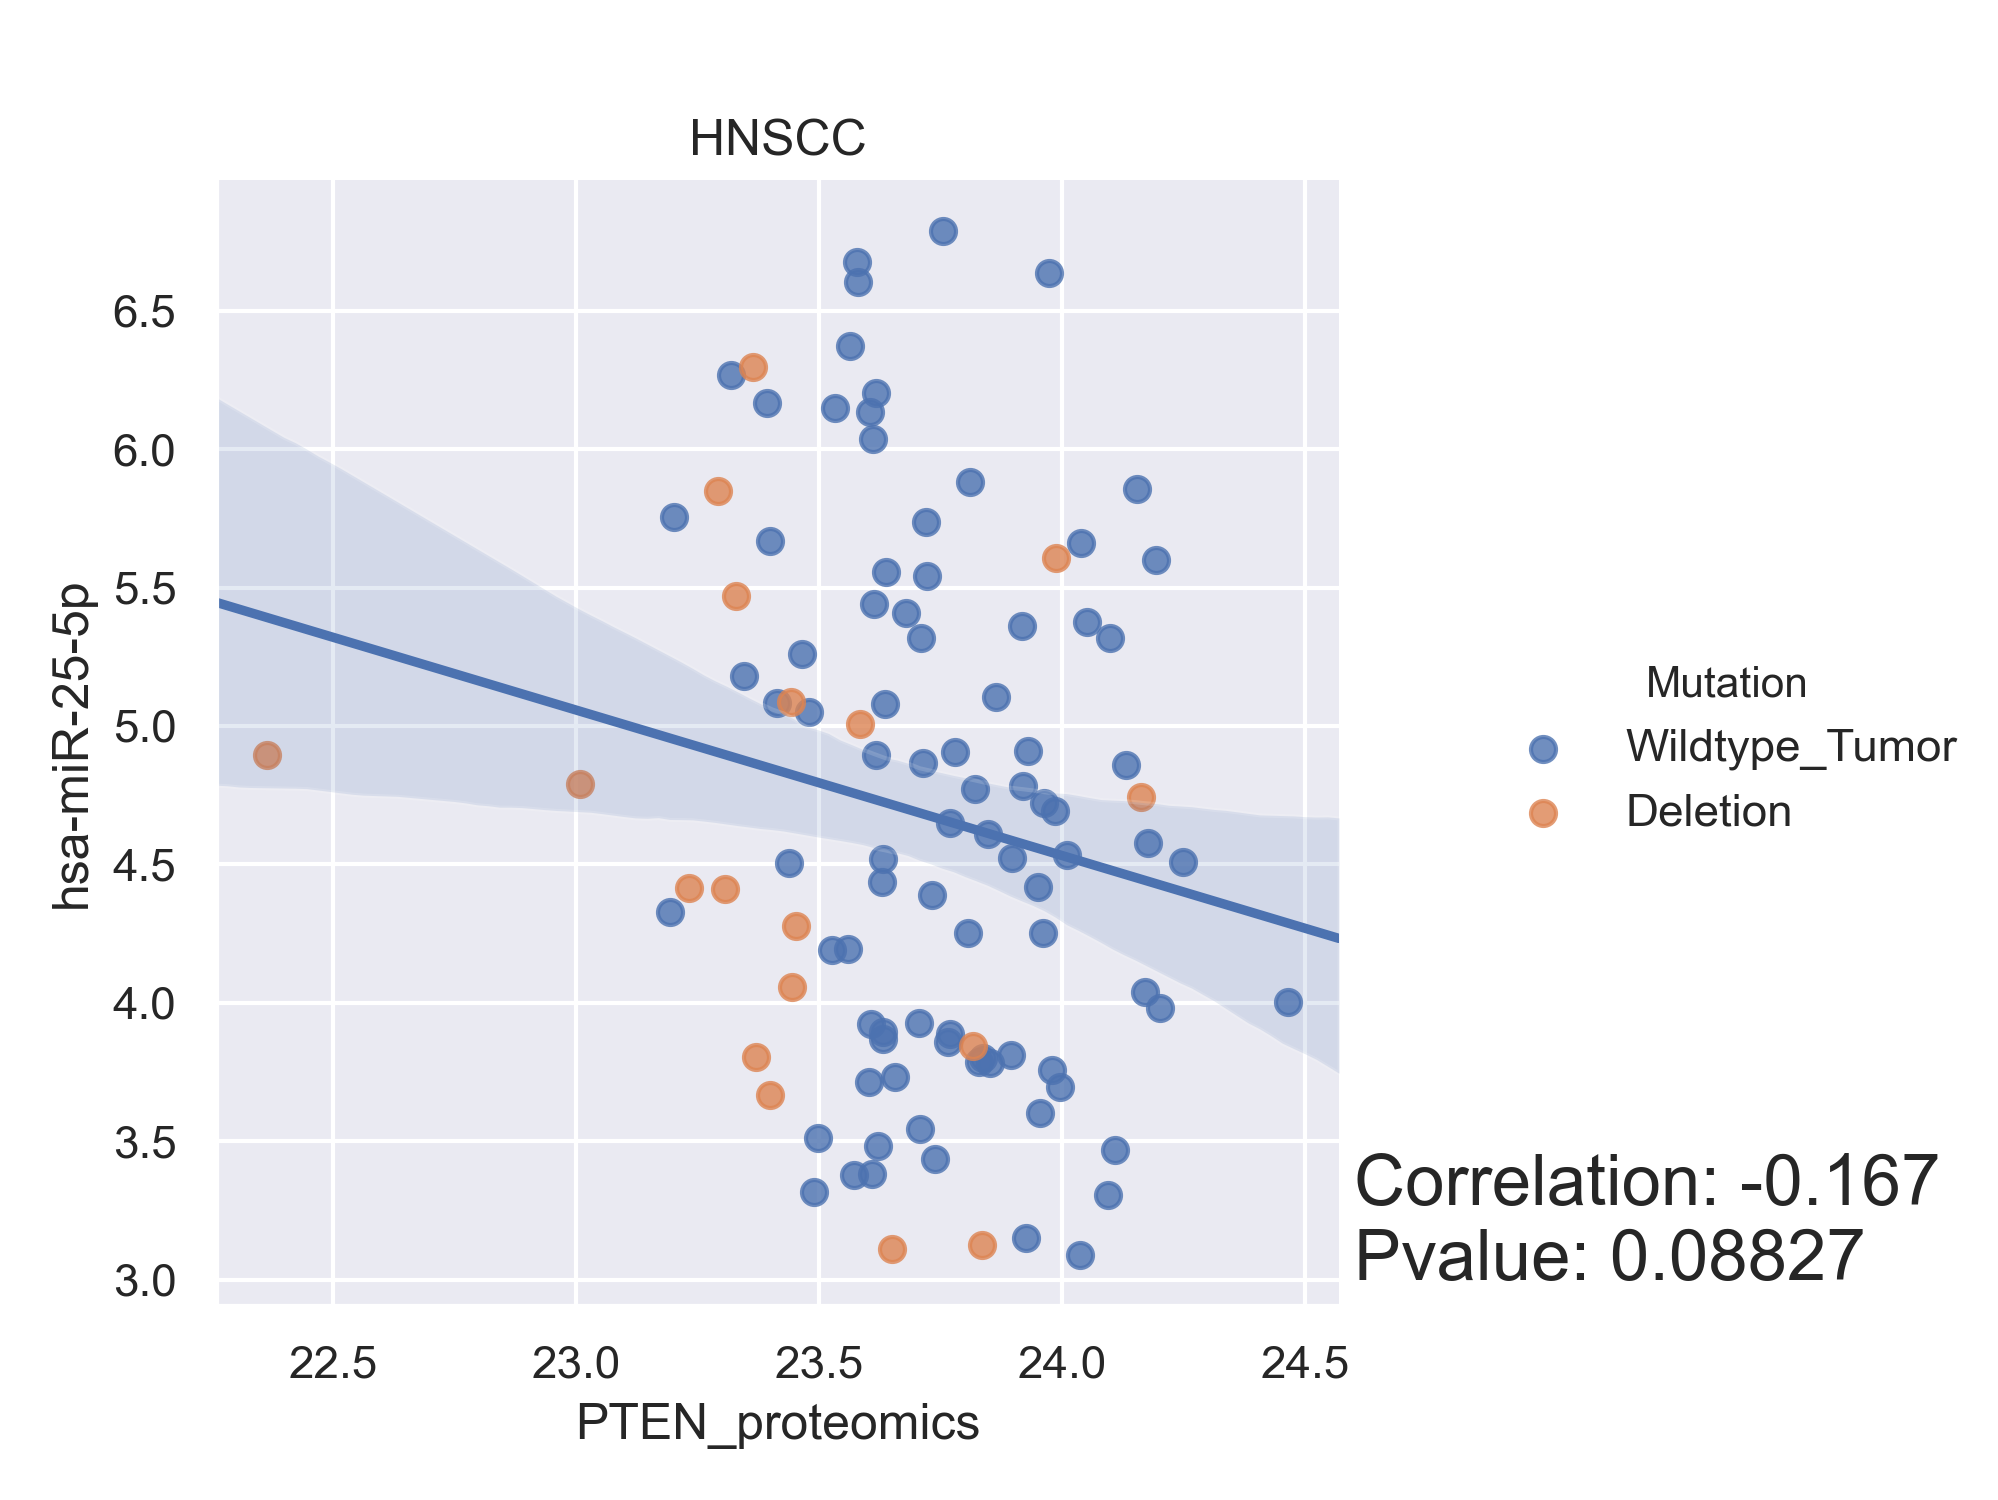 HNSCC
6.5
6.0
5.5
5.0
4.5
4.0
3.5
3.0
hsa-miR-25-5p
22.5 23.0 23.5 24.0 24.5
PTEN_proteomics
Mutation
Wildtype_Tumor
Deletion
Correlation: -0.167
Pvalue: 0.08827